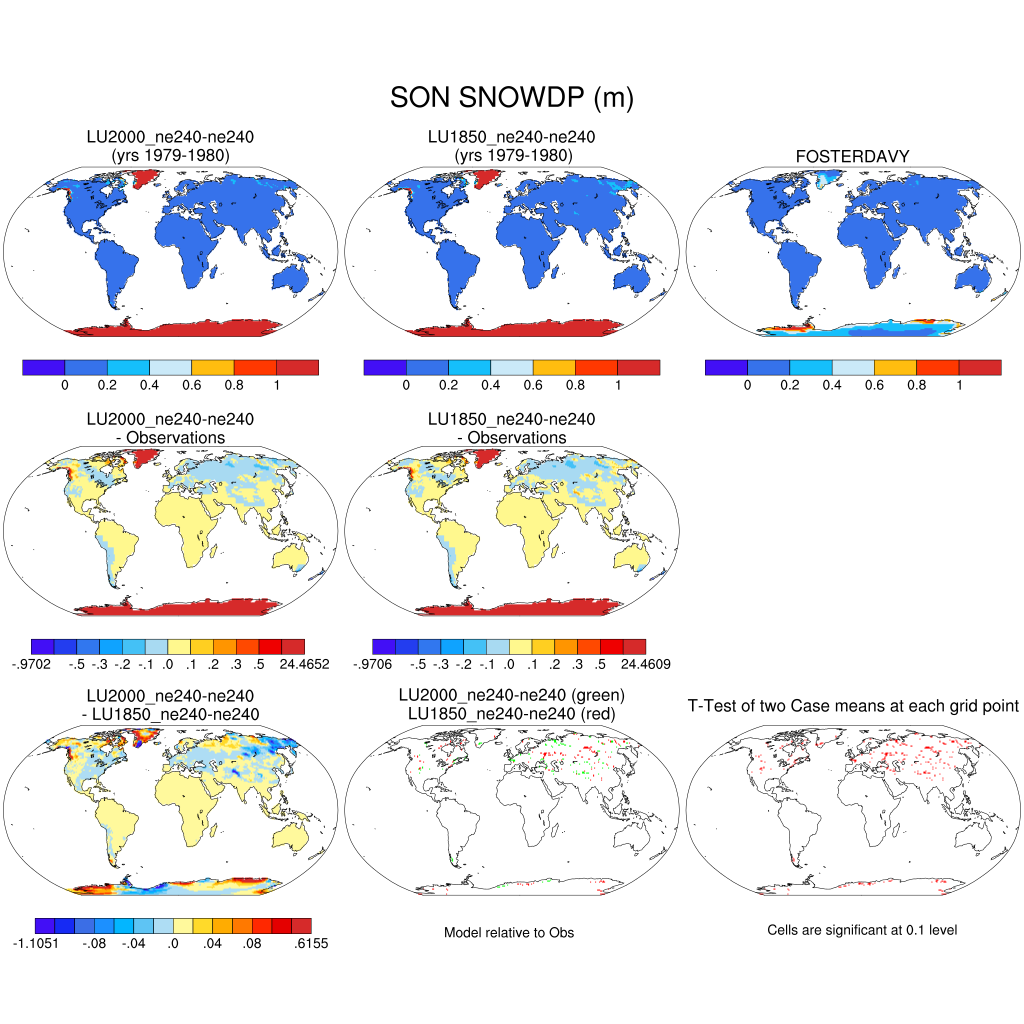 SON SNOWDP (m)
LU2000_ne240-ne240
(yrs 1979-1980)
LU1850_ne240-ne240
(yrs 1979-1980)
FOSTERDAVY
0 0.2 0.4 0.6 0.8 1
0 0.2 0.4 0.6 0.8 1
0 0.2 0.4 0.6 0.8 1
LU2000_ne240-ne240
- Observations
LU1850_ne240-ne240
- Observations
-.9702 -.5 -.3 -.2 -.1 .0 .1 .2 .3 .5 24.4652
-.9706 -.5 -.3 -.2 -.1 .0 .1 .2 .3 .5 24.4609
LU2000_ne240-ne240
- LU1850_ne240-ne240
LU2000_ne240-ne240 (green)
LU1850_ne240-ne240 (red)
T-Test of two Case means at each grid point
-1.1051 -.08 -.04 .0 .04 .08 .6155
Model relative to Obs
Cells are significant at 0.1 level